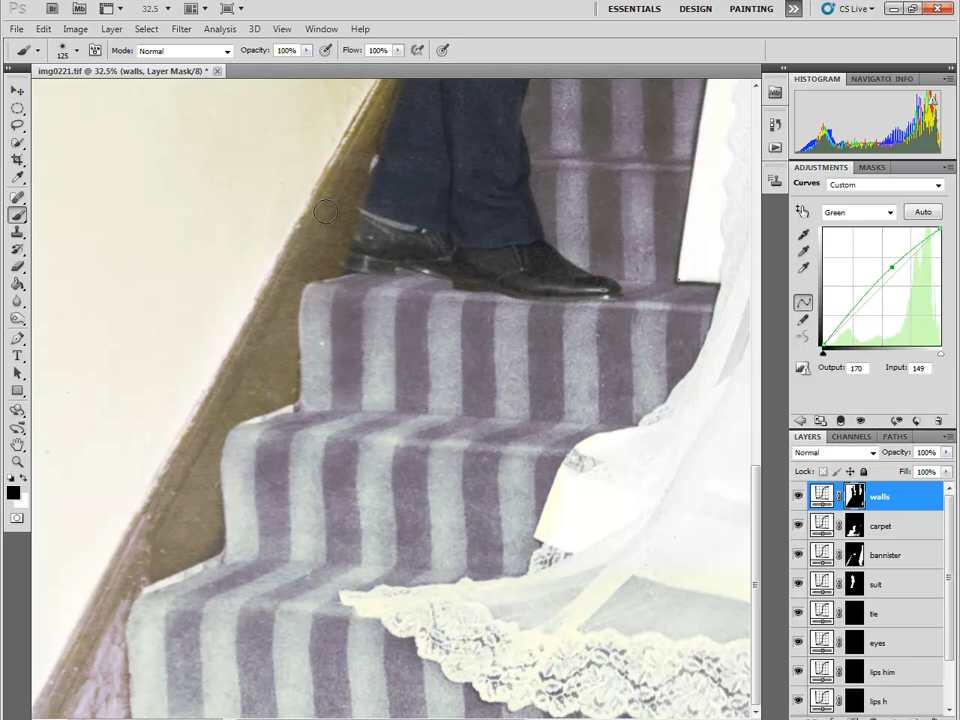 Ps Br Mb 32.5 ESSENTIALS DESIGN PAINTING CS Live
File Edit Image Layer Select Filter Analysis 3D View Window Help
125 Mode: Normal Opacity: 100% Flow: 100%
img0221.tif @ 32.5% (walls, Layer Mask/8) *
HISTOGRAM NAVIGATO INFO
ADJUSTMENTS MASKS
Curves Custom
Green Auto
Output: 170 Input: 149
LAYERS CHANNELS PATHS
Normal Opacity: 100%
Lock: Fill: 100%
walls
carpet
bannister
suit
tie
eyes
lips him
lips h